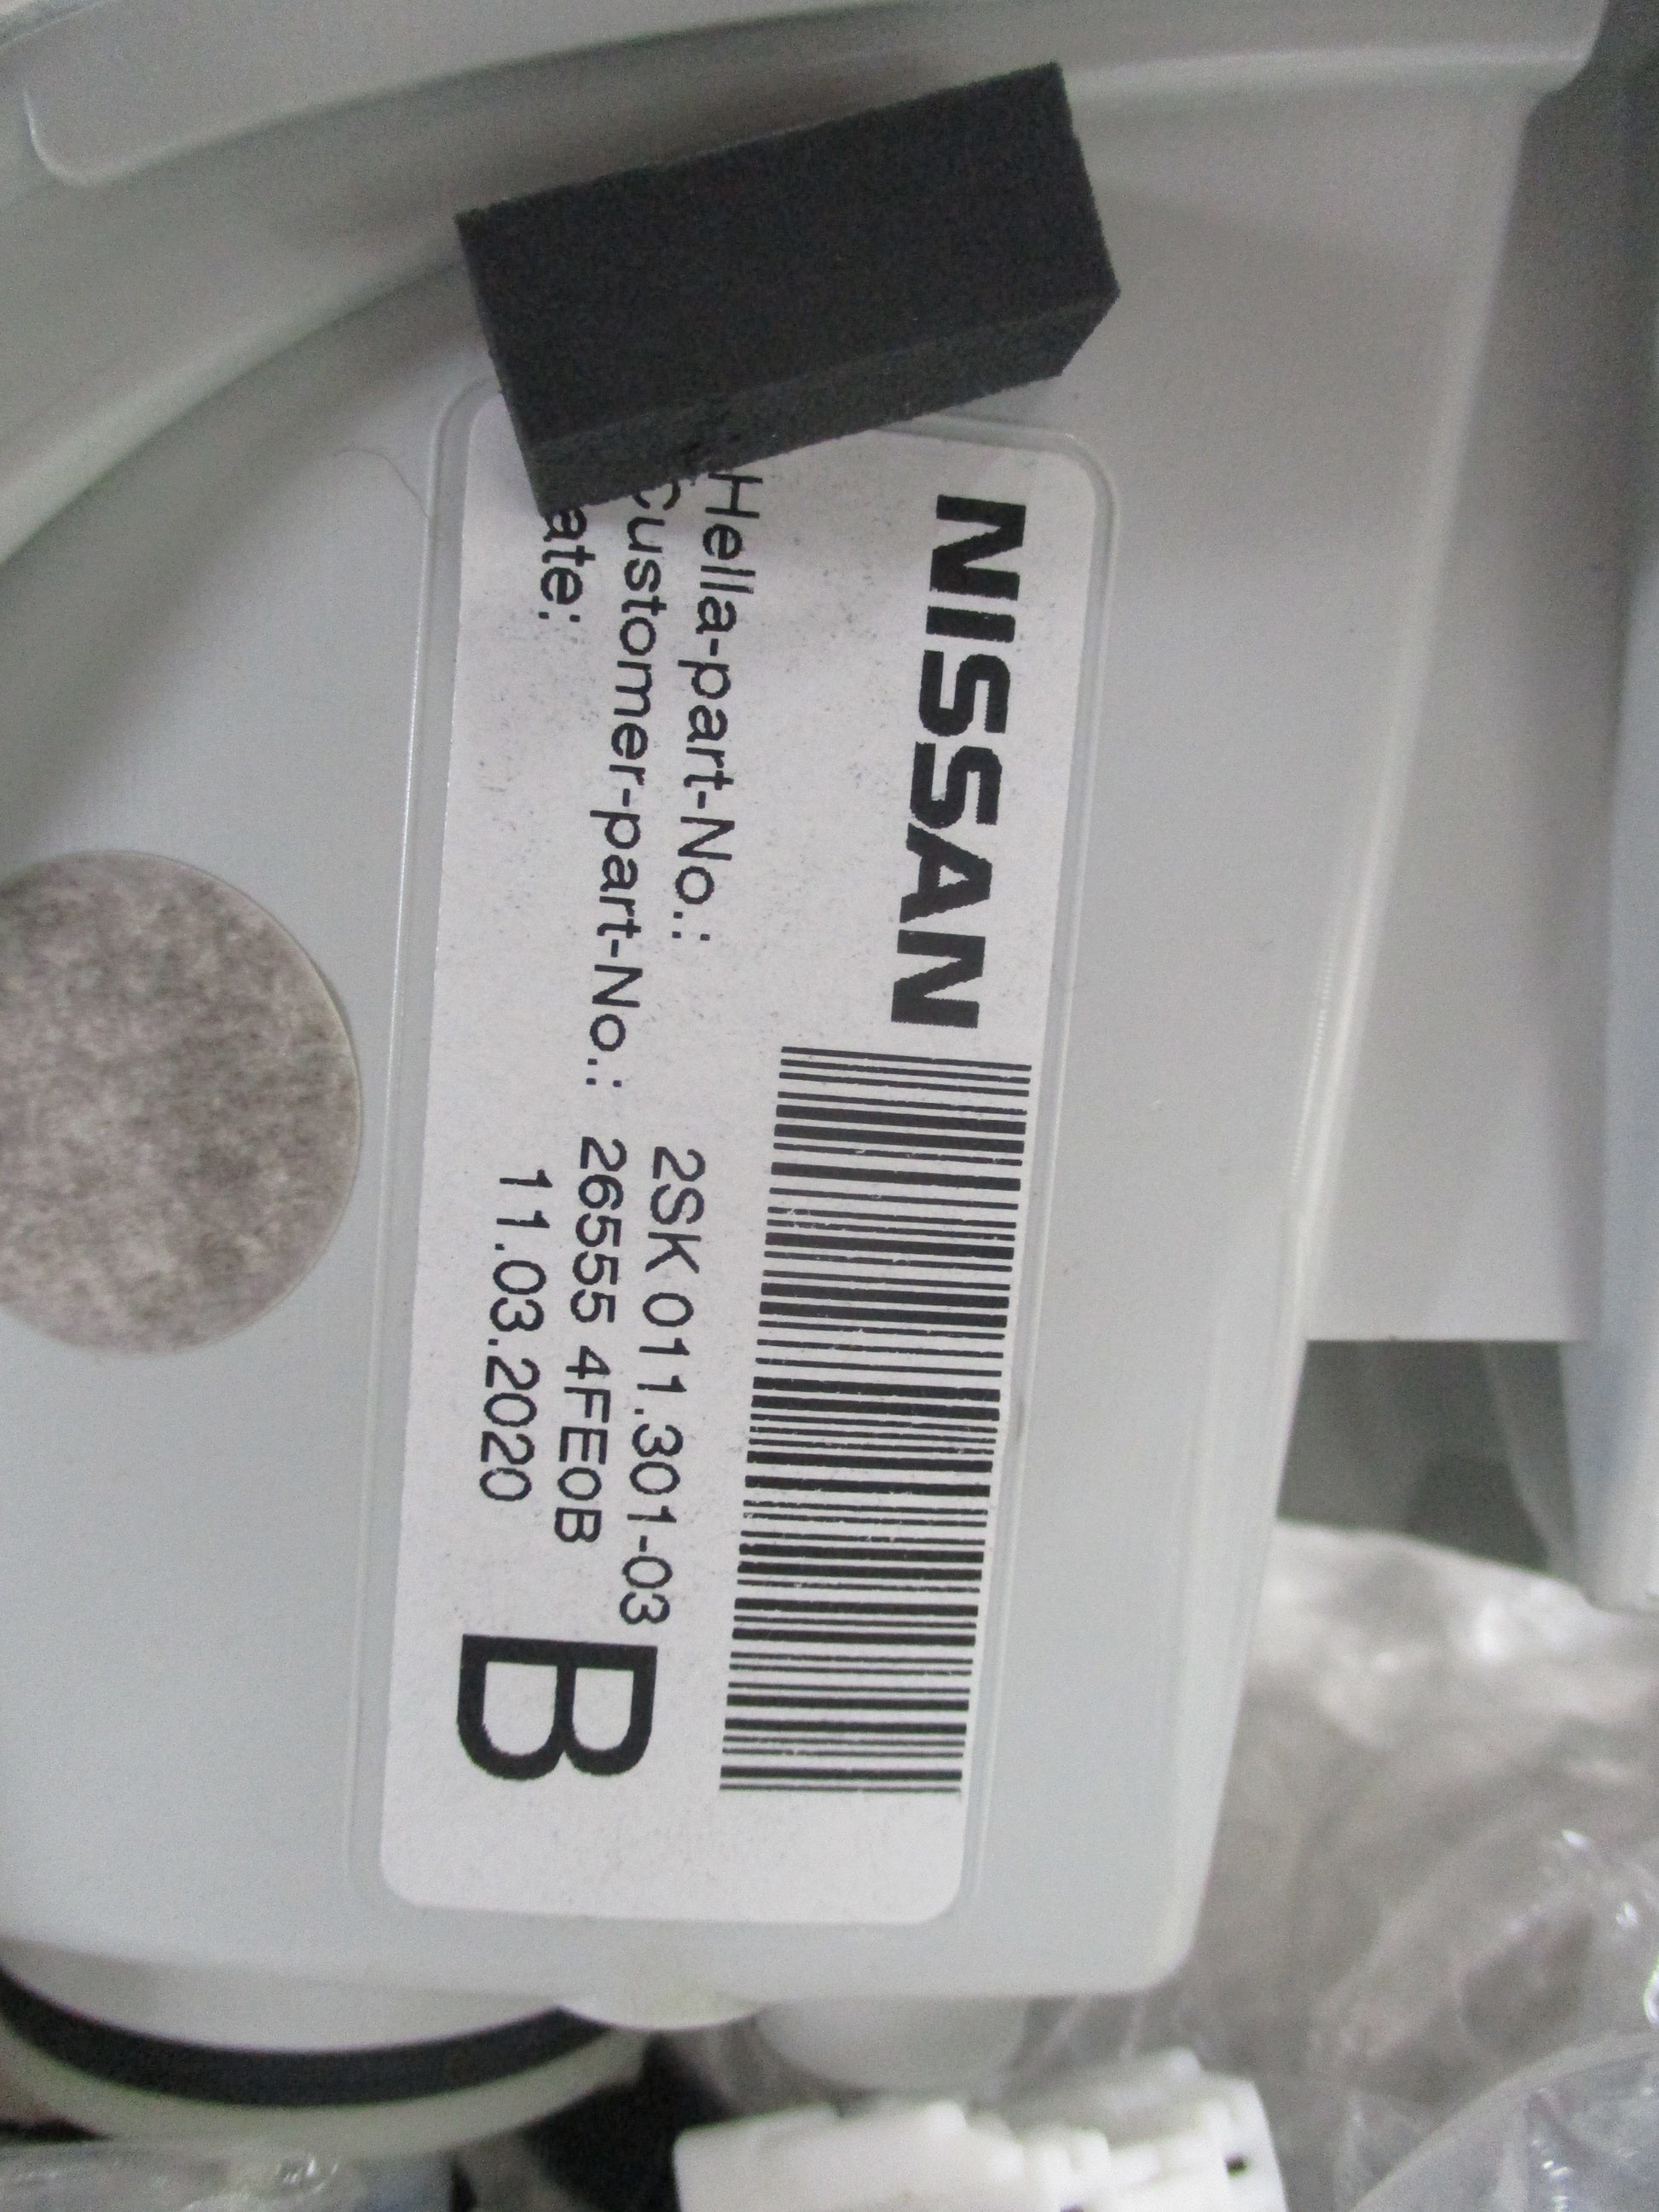 NISSAN
Hella-part-No.: 2SK 011.301-03
Customer-part-No.: 26555 4FE0B
ate: 11.03.2020
B